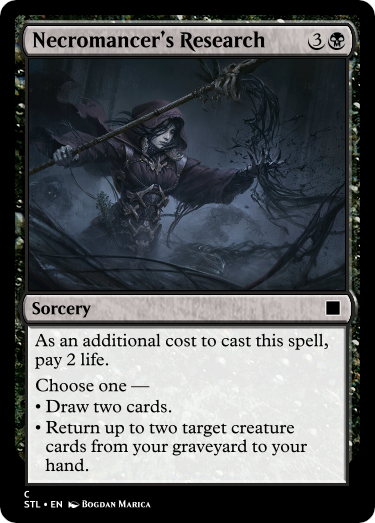 Necromancer's Research 3
Sorcery
As an additional cost to cast this spell,
pay 2 life.
Choose one —
• Draw two cards.
• Return up to two target creature
cards from your graveyard to your
hand.
C
STL • EN Bogdan Marica